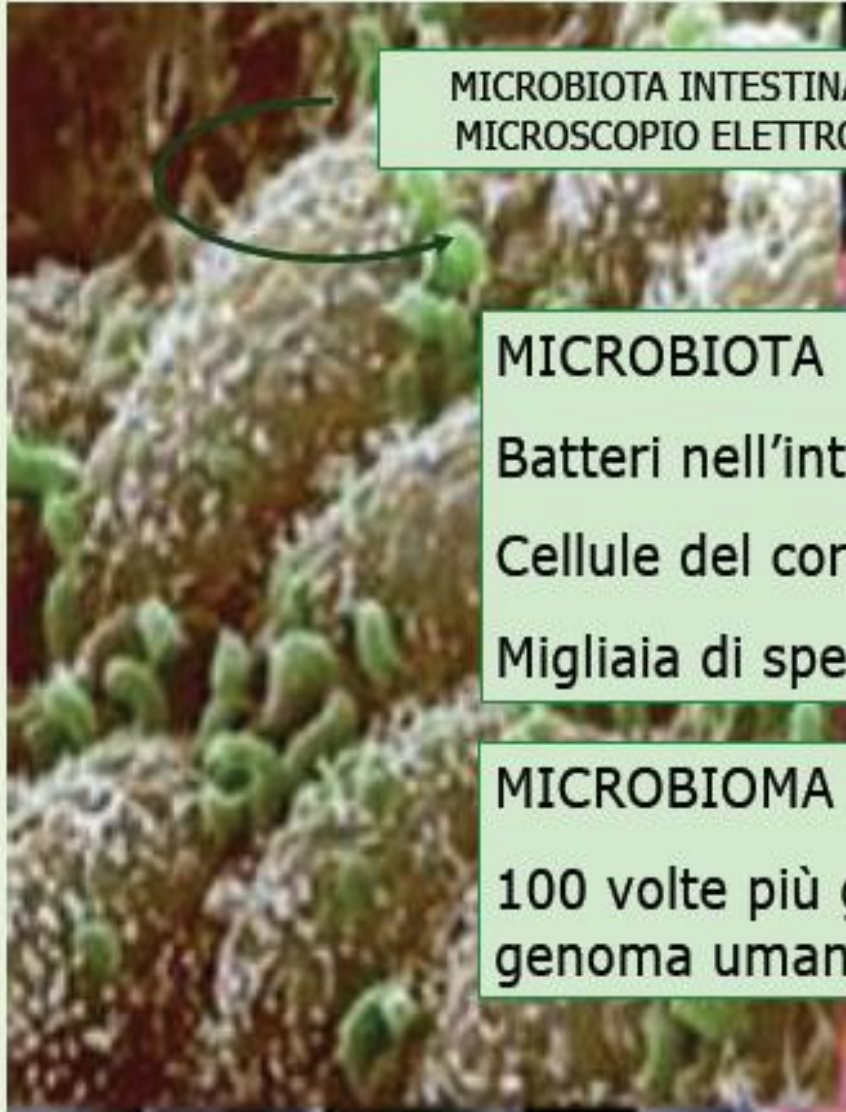 MICROBIOTA INTESTINA
MICROSCOPIO ELETTRO
MICROBIOTA
Batteri nell’int
Cellule del cor
Migliaia di spe
MICROBIOMA
100 volte più g
genoma uman